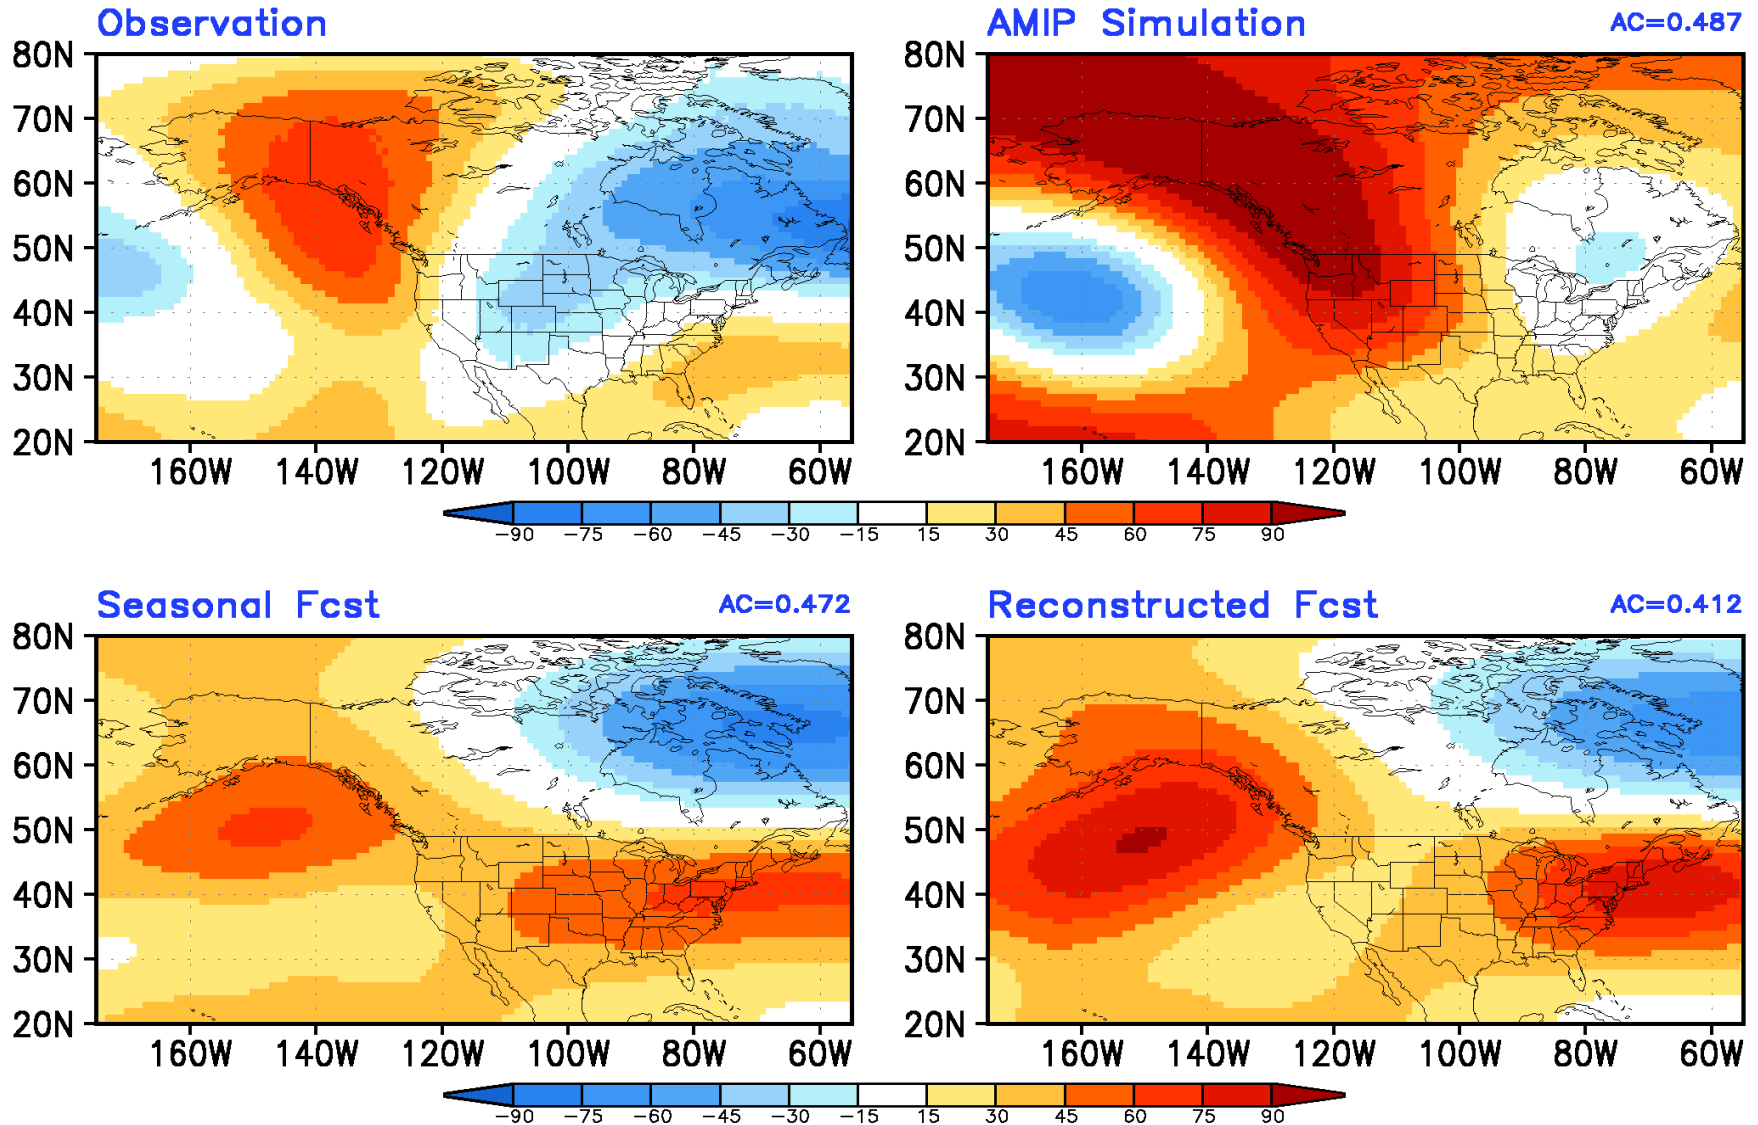 Observation
AMIP Simulation AC=0.487
80N 80N
70N 70N
60N 60N
50N 50N
40N 40N
30N 30N
20N 20N
160W 140W 120W 100W 80W 60W 160W 140W 120W 100W 80W 60W
−90 −75 −60 −45 −30 −15 15 30 45 60 75 90
Seasonal Fcst AC=0.472
Reconstructed Fcst AC=0.412
80N 80N
70N 70N
60N 60N
50N 50N
40N 40N
30N 30N
20N 20N
160W 140W 120W 100W 80W 60W 160W 140W 120W 100W 80W 60W
−90 −75 −60 −45 −30 −15 15 30 45 60 75 90